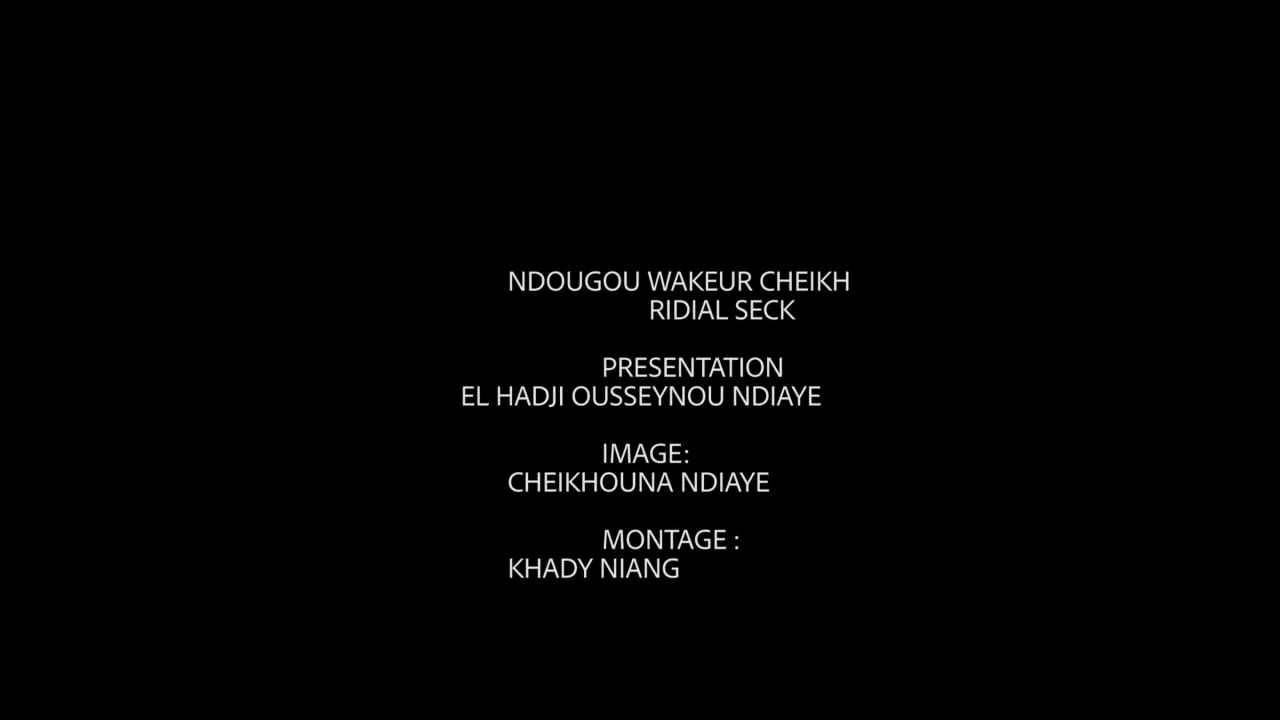 NDOUGOU WAKEUR CHEIKH
RIDIAL SECK
PRESENTATION
EL HADJI OUSSEYNOU NDIAYE
IMAGE:
CHEIKHOUNA NDIAYE
MONTAGE :
KHADY NIANG